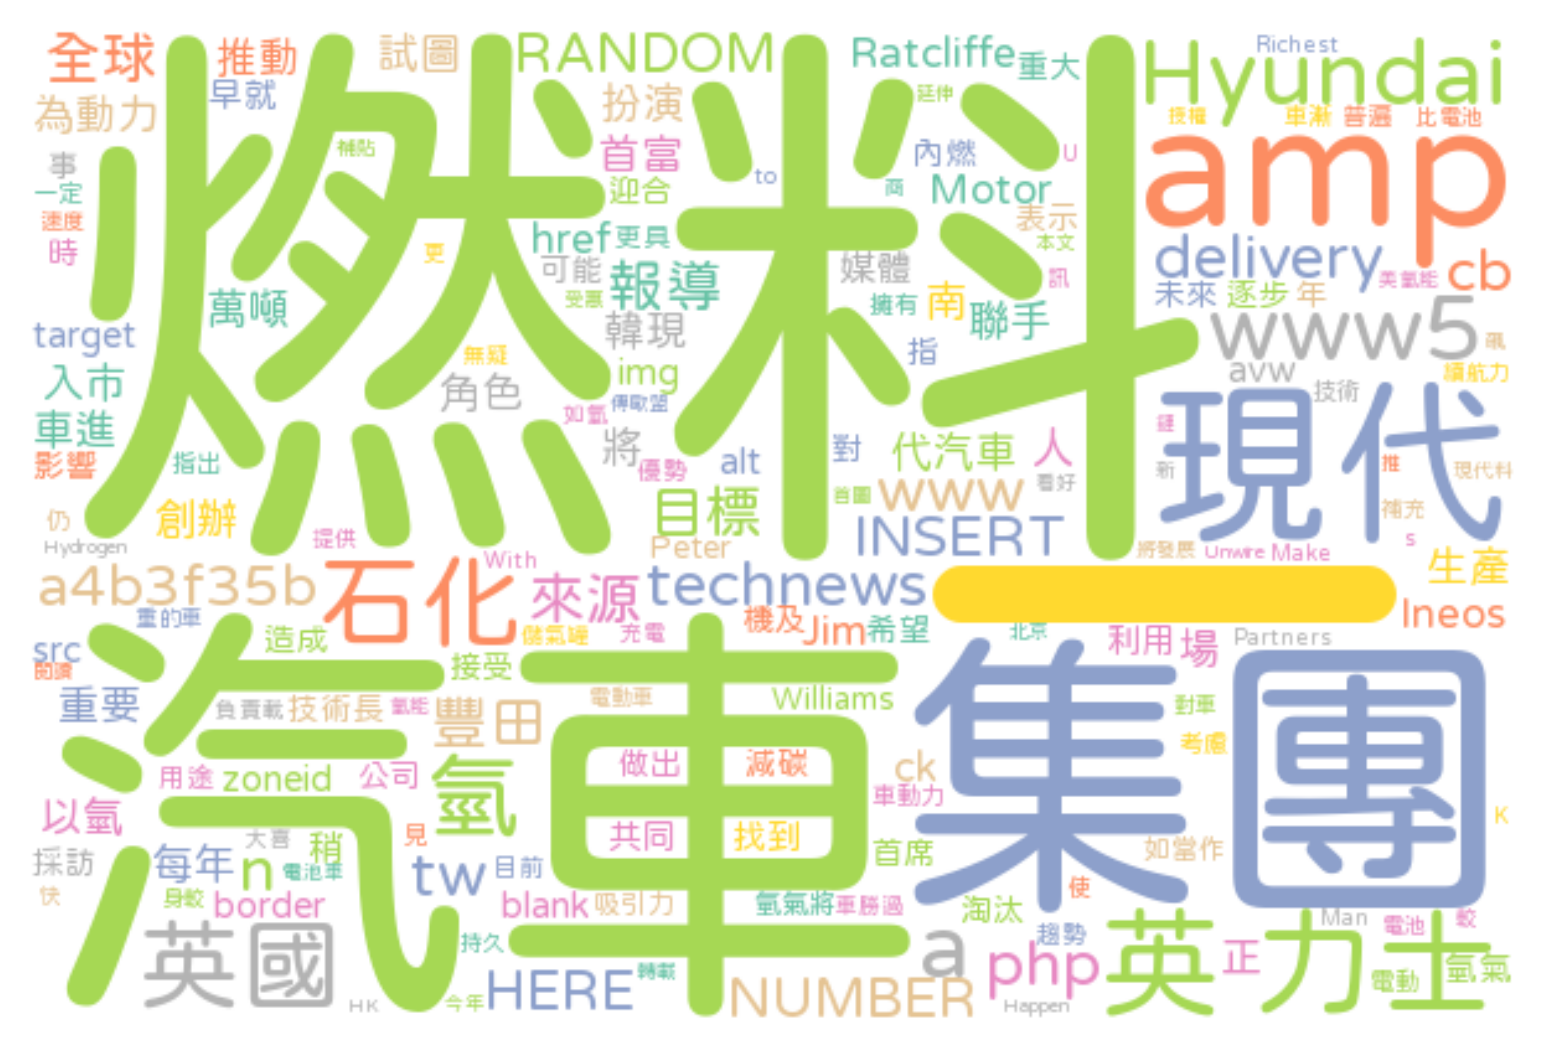 全球
推動
試圖
RANDOM
Ratcliffe
重大
Richest
Hyundai
為動力
早就
燃料
扮演
延伸
授權
車漸
普遍
比電池
事
補貼
首富
to
內燃
U
amp
一定
迎合
商
Motor
速度
表示
時
href
更具
本文
更
可能
媒體
訊
delivery
cb
美氫能
萬噸
受惠
報導
擁有
南
聯手
未來
逐步
年
target
韓現
指
www5
入市
無疑
img
avw
續航力
車進
角色
如氫
傳歐盟
技術
現代
影響
指出
將
優勢
alt
對
代汽車
人
鏈
推
新
現代料
看好
仍
創辦
目標
首圖
www
補充
Hydrogen
提供
Peter
INSERT
s
With
將發展
Unwire
Make
生產
a4b3f35b
石化
來源
technews
Ineos
重的車
儲氫罐
充電
機及
Jim
希望
北京
利用
場
Partners
src
造成
閱讀
接受
汽車
集團
重要
負責載
技術長
氫能
豐田
電動車
Williams
對車
考慮
用途
zoneid
公司
氫
做出
減碳
ck
車動力
以氫
共同
找到
K
大喜
稍
見
首席
如當作
採訪
每年
n
電池車
tw
目前
使
快
身較
border
blank
吸引力
氫氣將
車勝過
淘汰
英國
持久
a
趨勢
Man
電池
較
php
英力士
正
氫氣
轉載
電動
HK
今年
HERE
NUMBER
Happen